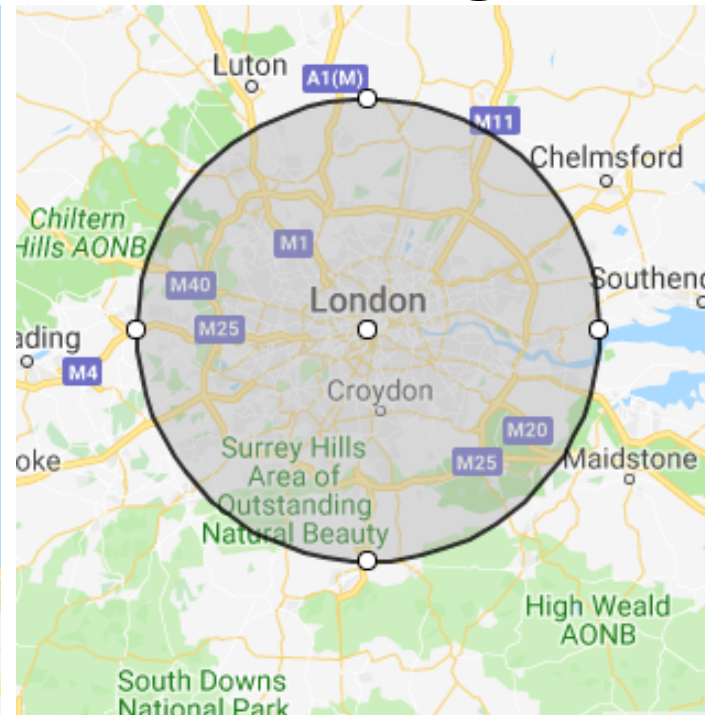 Luton
A1(M)
M11
Chelmsford
Chiltern
Hills AONB
M1
M40
Southend
London
M25
ading
M4
Croydon
M20
Surrey Hills
Area of
Outstanding
Natural Beauty
M25
oke
Maidstone
High Weald
AONB
South Downs
National Park